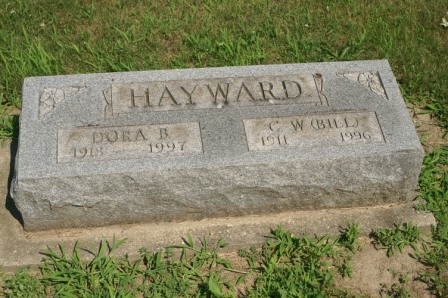 HAYWARD
DORA B.
1913 1997
C. W. (BILL)
1911 1996